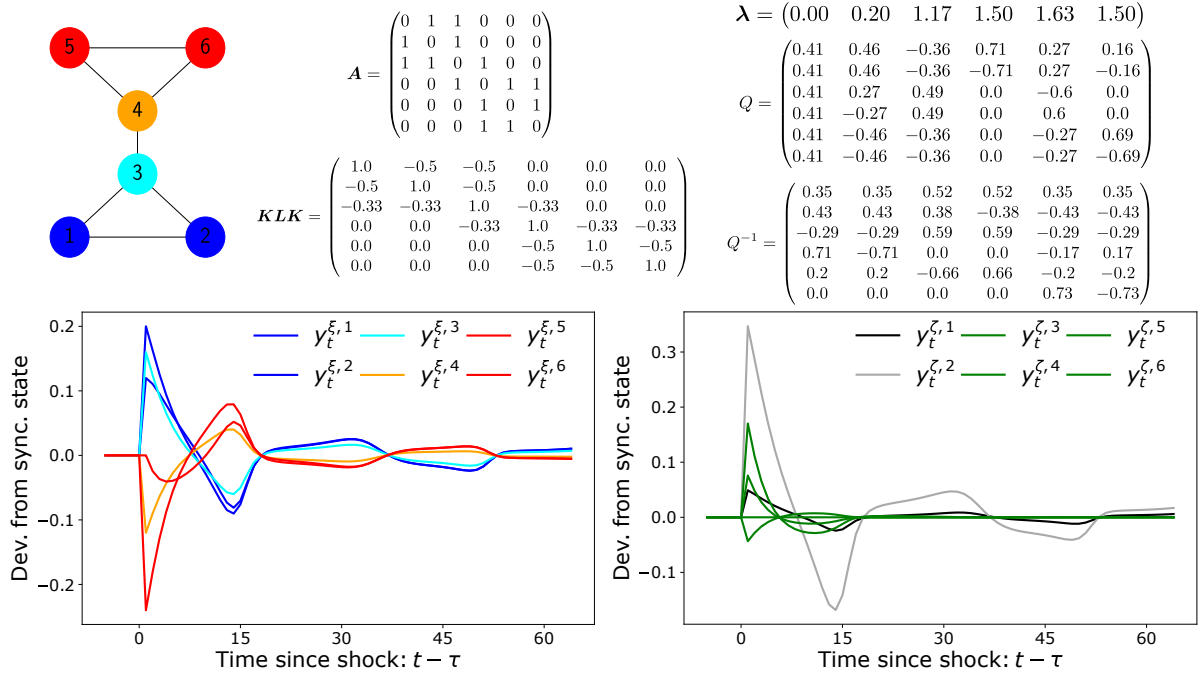 5 6
4
3
1 2
A =
0 1 1 0 0 0
1 0 1 0 0 0
1 1 0 1 0 0
0 0 1 0 1 1
0 0 0 1 0 1
0 0 0 1 1 0
KLK =
1.0 −0.5 −0.5 0.0 0.0 0.0
−0.5 1.0 −0.5 0.0 0.0 0.0
−0.33 −0.33 1.0 −0.33 0.0 0.0
0.0 0.0 −0.33 1.0 −0.33 −0.33
0.0 0.0 0.0 −0.5 1.0 −0.5
0.0 0.0 0.0 −0.5 −0.5 1.0
λ = (0.00 0.20 1.17 1.50 1.63 1.50)
Q =
0.41 0.46 −0.36 0.71 0.27 0.16
0.41 0.46 −0.36 −0.71 0.27 −0.16
0.41 0.27 0.49 0.0 −0.6 0.0
0.41 −0.27 0.49 0.0 0.6 0.0
0.41 −0.46 −0.36 0.0 −0.27 0.69
0.41 −0.46 −0.36 0.0 −0.27 −0.69
Q⁻¹ =
0.35 0.35 0.52 0.52 0.35 0.35
0.43 0.43 0.38 −0.38 −0.43 −0.43
−0.29 −0.29 0.59 0.59 −0.29 −0.29
0.71 −0.71 0.0 0.0 −0.17 0.17
0.2 0.2 −0.66 0.66 −0.2 −0.2
0.0 0.0 0.0 0.0 0.73 −0.73
Dev. from sync. state
0.2
0.1
0.0
−0.1
−0.2
y_t^{ξ,1} y_t^{ξ,3} y_t^{ξ,5}
y_t^{ξ,2} y_t^{ξ,4} y_t^{ξ,6}
0 15 30 45 60
Time since shock: t − τ
Dev. from sync. state
0.3
0.2
0.1
0.0
−0.1
y_t^{ζ,1} y_t^{ζ,3} y_t^{ζ,5}
y_t^{ζ,2} y_t^{ζ,4} y_t^{ζ,6}
0 15 30 45 60
Time since shock: t − τ